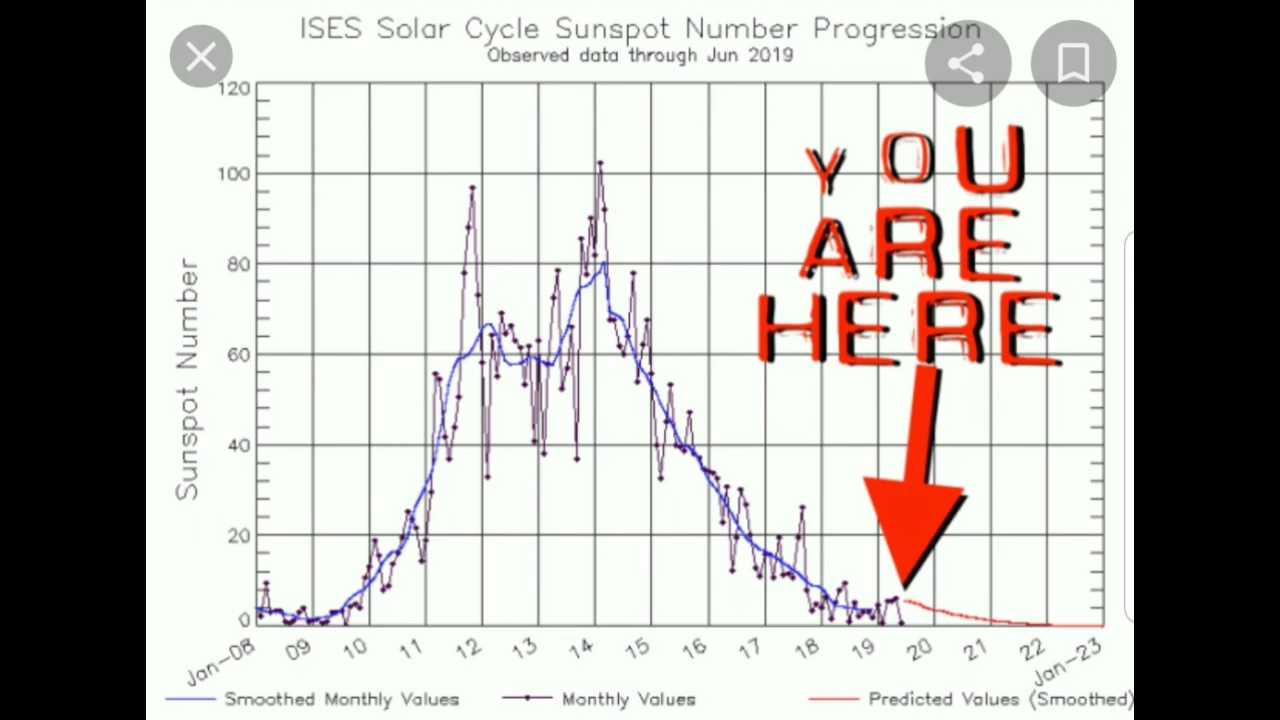 ISES Solar Cycle Sunspot Number Progression
Observed data through Jun 2019
YOU
ARE
HERE
Sunspot Number
120
100
80
60
40
20
0
Jan-08 09 10 11 12 13 14 15 16 17 18 19 20 21 22 Jan-23
Smoothed Monthly Values Monthly Values Predicted Values (Smoothed)